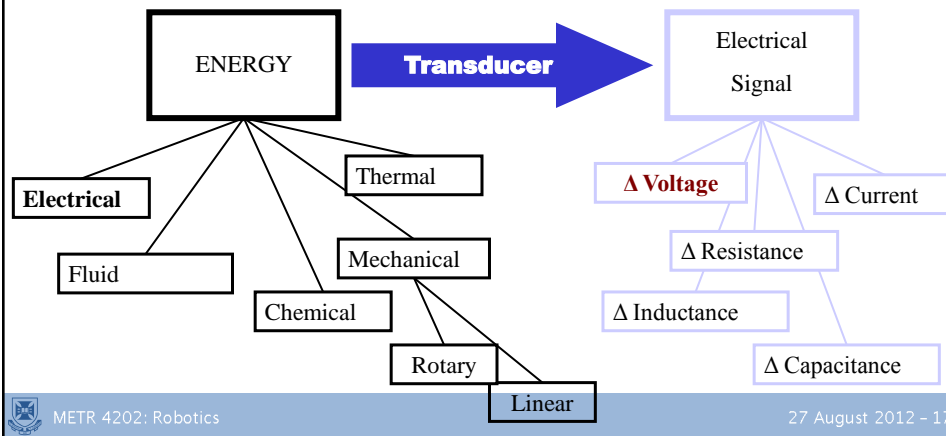 ENERGY
Transducer
Electrical
Signal
Thermal
Electrical
Δ Voltage
Δ Current
Fluid
Mechanical
Δ Resistance
Chemical
Δ Inductance
Rotary
Δ Capacitance
Linear
METR 4202: Robotics
27 August 2012 – 17